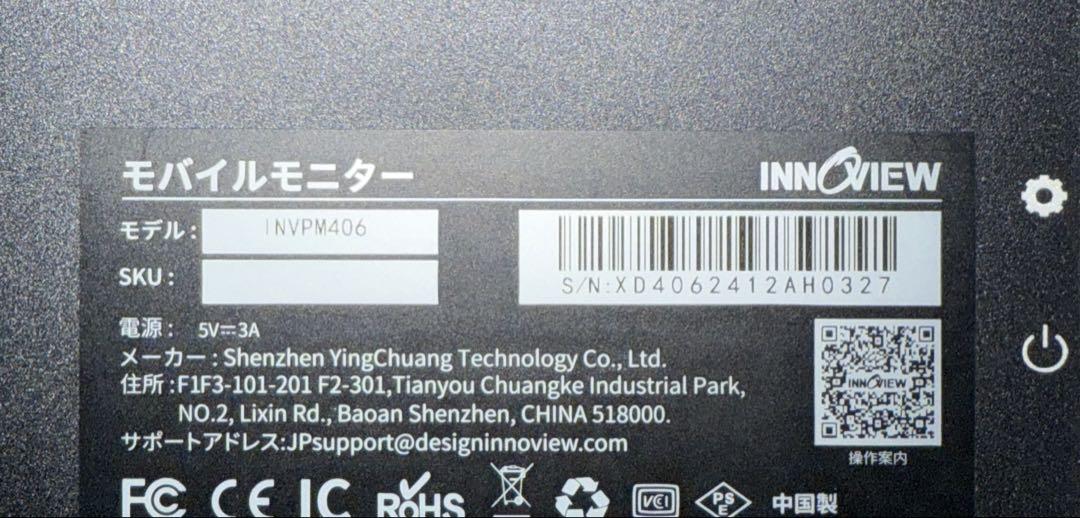 モバイルモニター
INNOVIEW
モデル: INVPM406
SKU:
S/N:XD4062412AH0327
電源: 5V⎓3A
メーカー: Shenzhen YingChuang Technology Co., Ltd.
住所:F1F3-101-201 F2-301,Tianyou Chuangke Industrial Park,
NO.2, Lixin Rd., Baoan Shenzhen, CHINA 518000.
サポートアドレス:JPsupport@designinnoview.com
INNOVIEW
操作案内
FC CE IC RoHS VCCI PSE 中国製